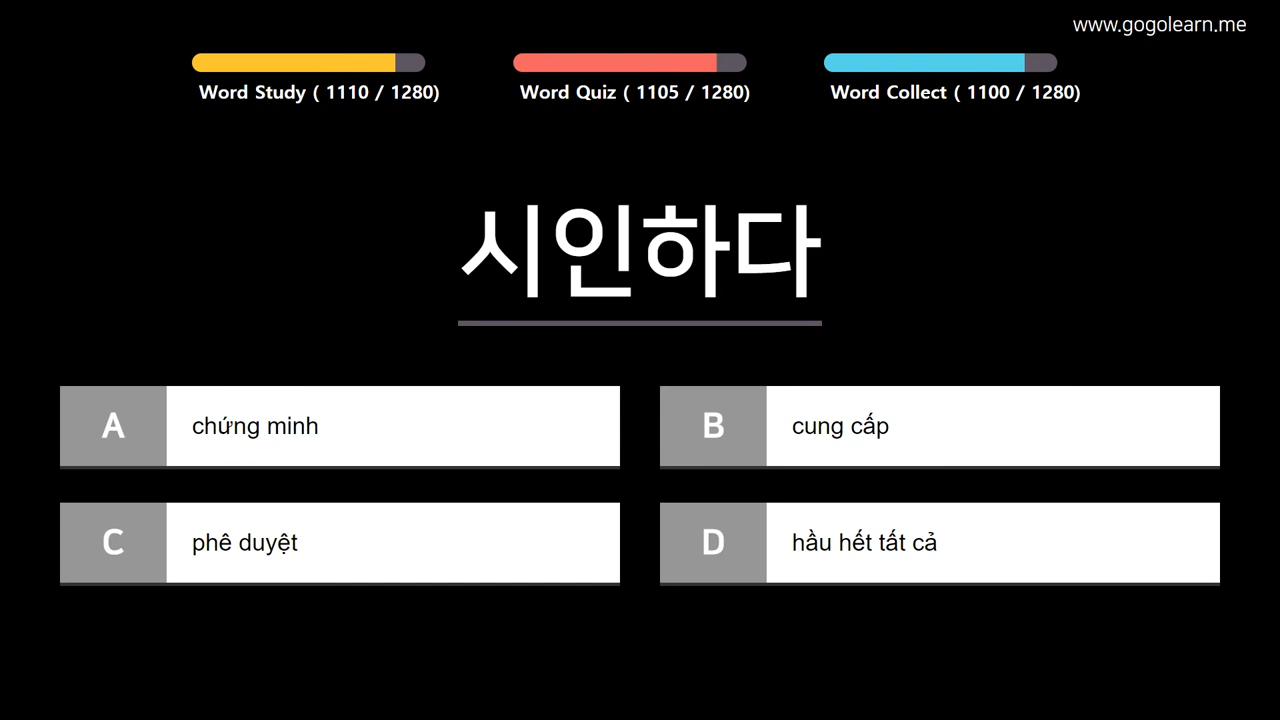 www.gogolearn.me
Word Study ( 1110 / 1280)
Word Quiz ( 1105 / 1280)
Word Collect ( 1100 / 1280)
시인하다
A chứng minh
B cung cấp
C phê duyệt
D hầu hết tất cả